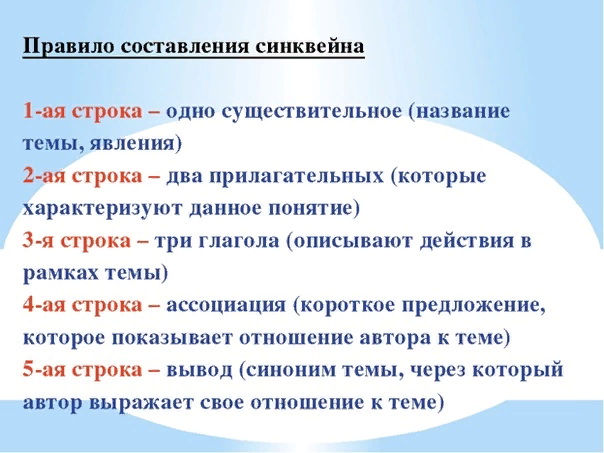 Правило составления синквейна
1-ая строка – одно существительное (название
темы, явления)
2-ая строка – два прилагательных (которые
характеризуют данное понятие)
3-я строка – три глагола (описывают действия в
рамках темы)
4-ая строка – ассоциация (короткое предложение,
которое показывает отношение автора к теме)
5-ая строка – вывод (синоним темы, через который
автор выражает свое отношение к теме)